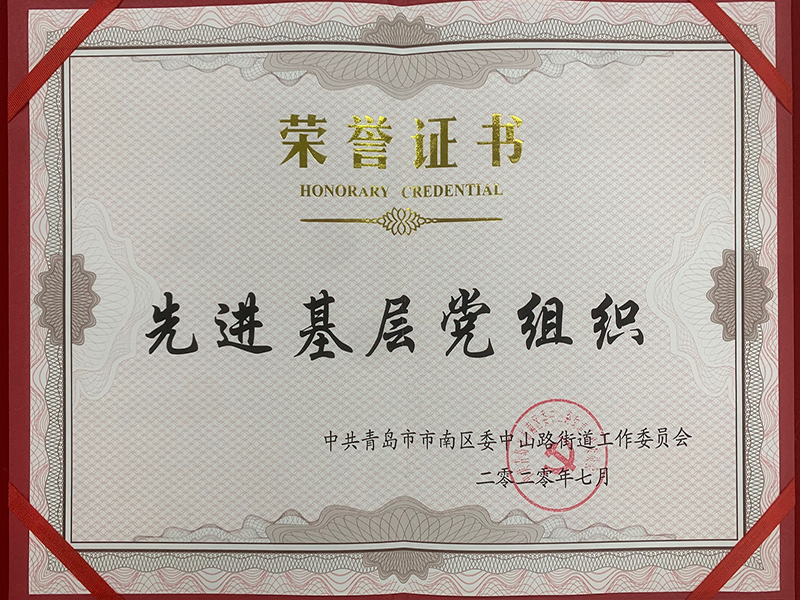 荣誉证书
HONORARY CREDENTIAL
先进基层党组织
中共青岛市市南区委中山路街道工作委员会
二零二零年七月